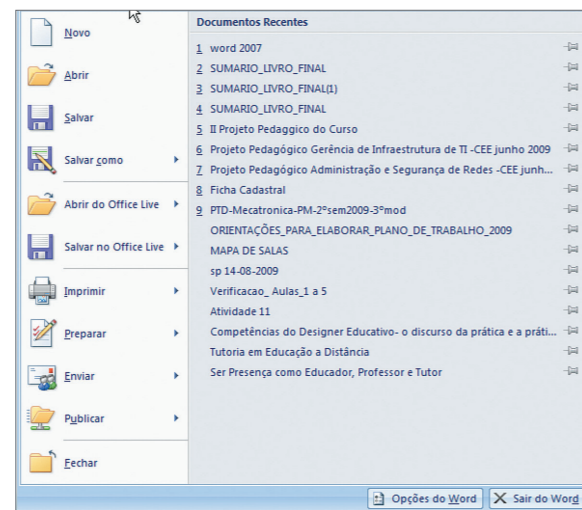 Novo
Abrir
Salvar
Salvar como
Abrir do Office Live
Salvar no Office Live
Imprimir
Preparar
Enviar
Publicar
Fechar
Documentos Recentes
1 word 2007
2 SUMARIO_LIVRO_FINAL
3 SUMARIO_LIVRO_FINAL(1)
4 SUMARIO_LIVRO_FINAL
5 II Projeto Pedaggico do Curso
6 Projeto Pedagógico Gerência de Infraestrutura de TI -CEE junho 2009
7 Projeto Pedagógico Administração e Segurança de Redes -CEE junh...
8 Ficha Cadastral
9 PTD-Mecatronica-PM-2ºsem2009-3ºmod
ORIENTAÇÕES_PARA_ELABORAR_PLANO_DE_TRABALHO_2009
MAPA DE SALAS
sp 14-08-2009
Verificacao_ Aulas_1 a 5
Atividade 11
Competências do Designer Educativo- o discurso da prática e a práti...
Tutoria em Educação a Distância
Ser Presença como Educador, Professor e Tutor
Opções do Word
Sair do Word